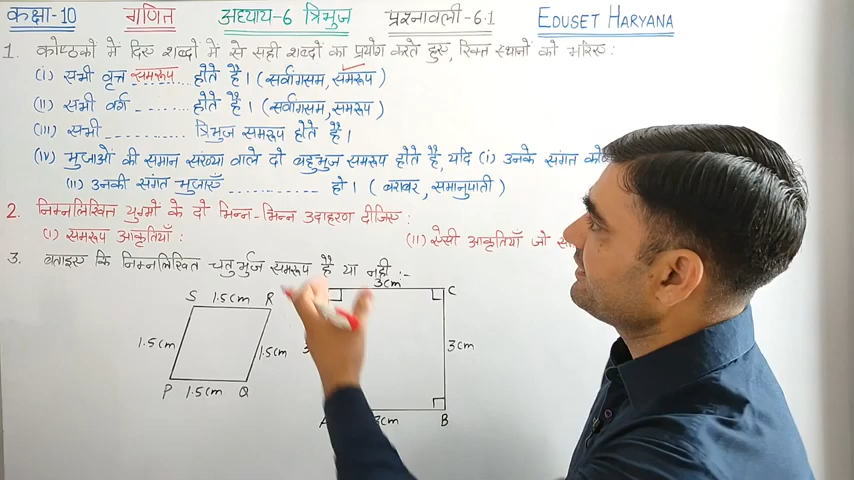 कक्षा-10 गणित अध्याय-6 त्रिभुज प्रश्नावली-6.1 EDUSET HARYANA
1. कोष्ठकों में दिए शब्दों में से सही शब्दों का प्रयोग करते हुए, रिक्त स्थानों को भरिए:
(i) सभी वृत्त समरूप होते हैं। (सर्वांगसम, समरूप)
(ii) सभी वर्ग ........ होते हैं। (सर्वांगसम, समरूप)
(iii) सभी ............ त्रिभुज समरूप होते हैं।
(iv) भुजाओं की समान संख्या वाले दो बहुभुज समरूप होते हैं, यदि (i) उनके संगत
(ii) उनकी संगत भुजाएँ ............ हो। (बराबर, समानुपाती)
2. निम्नलिखित युग्मों के दो भिन्न-भिन्न उदाहरण दीजिए:
(i) समरूप आकृतियाँ: (ii) ऐसी आकृतियाँ जो
3. बताइए कि निम्नलिखित चतुर्भुज समरूप है या नहीं:-
S 1.5cm R 3cm C
1.5cm 1.5cm 3cm
P 1.5cm Q A 3cm B